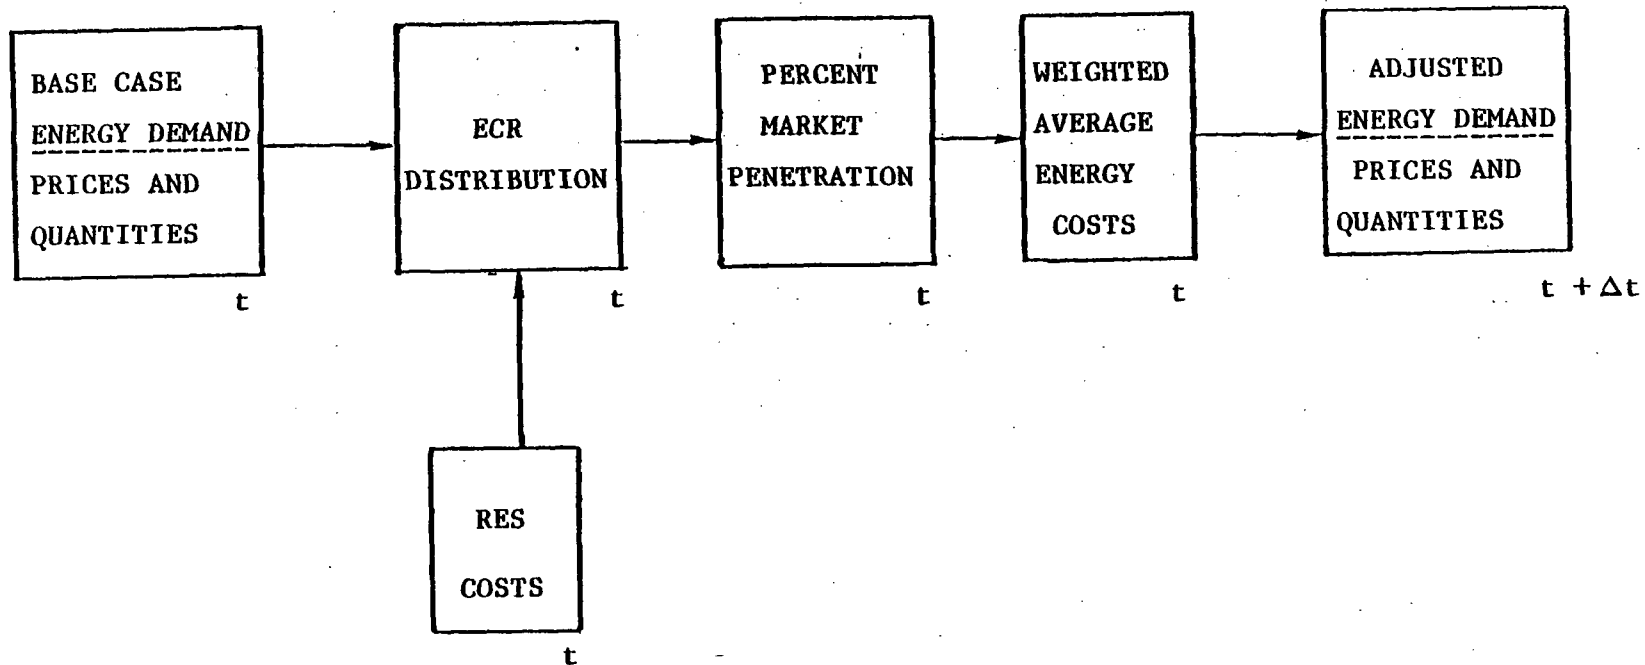 BASE CASE
ENERGY DEMAND
PRICES AND
QUANTITIES
t
ECR
DISTRIBUTION
t
PERCENT
MARKET
PENETRATION
t
WEIGHTED
AVERAGE
ENERGY
COSTS
t
ADJUSTED
ENERGY DEMAND
PRICES AND
QUANTITIES
t + Δt
RES
COSTS
t